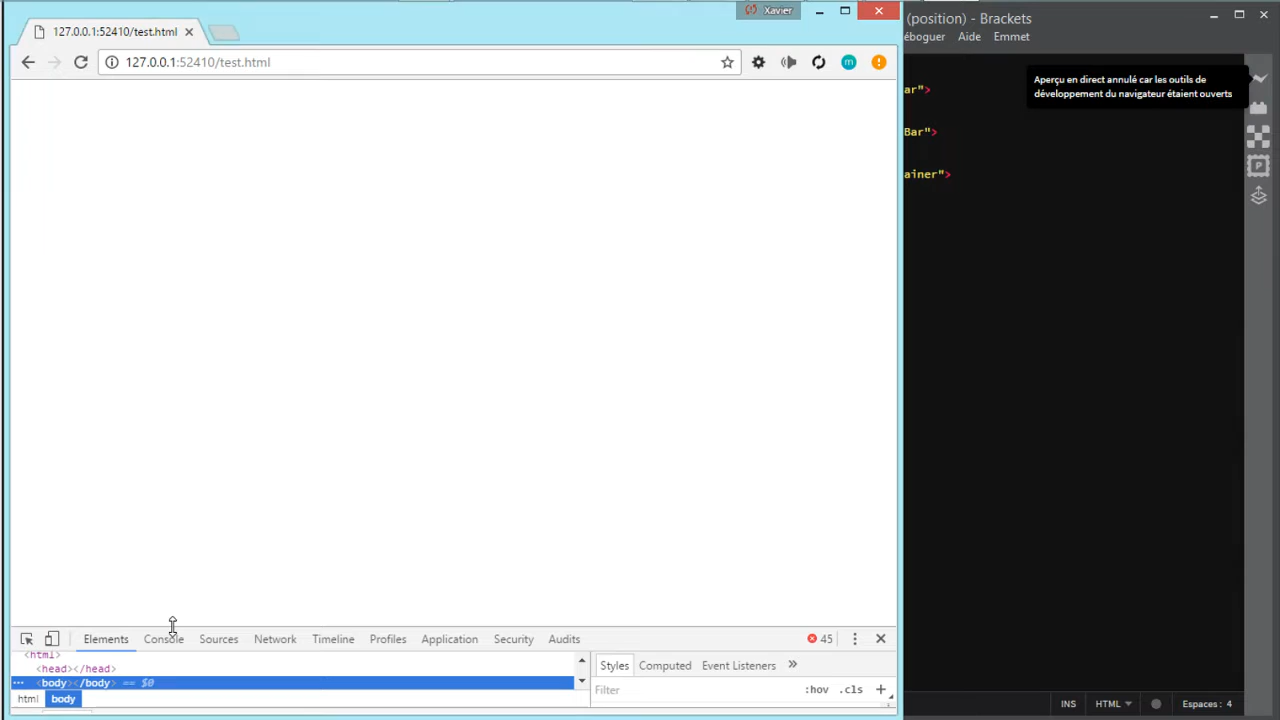 Xavier
127.0.0.1:52410/test.html
127.0.0.1:52410/test.html
m
(position) - Brackets
éboguer Aide Emmet
Aperçu en direct annulé car les outils de
développement du navigateur étaient ouverts
ar">
Bar">
ainer">
P
Elements Console Sources Network Timeline Profiles Application Security Audits 45
<html>
<head></head>
... <body></body> == $0
html body
Styles Computed Event Listeners »
Filter :hov .cls +
INS HTML Espaces: 4